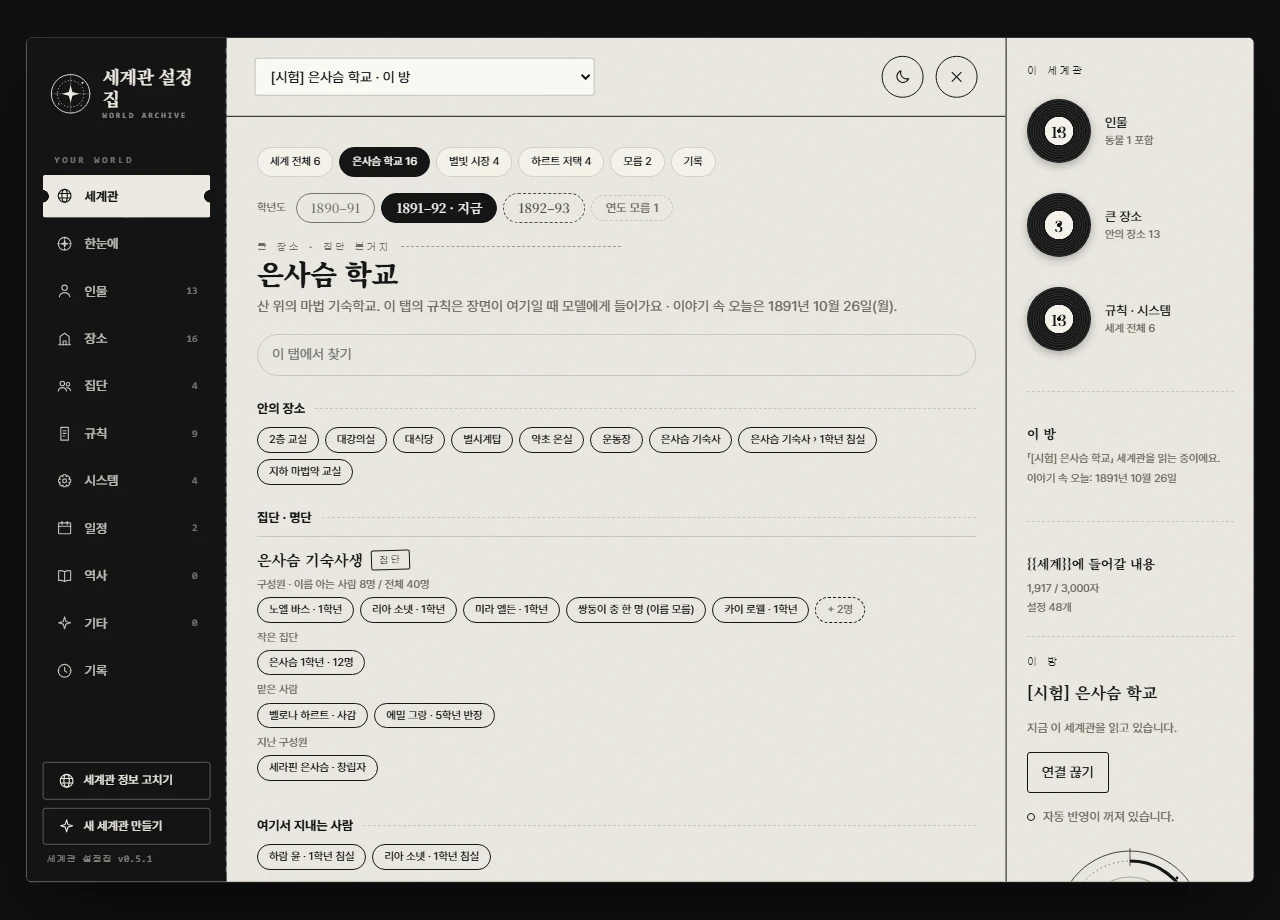 세계관 설정
집
WORLD ARCHIVE
YOUR WORLD
세계관
한눈에
인물 13
장소 16
집단 4
규칙 9
시스템 4
일정 2
역사 0
기타 0
기록
세계관 정보 고치기
새 세계관 만들기
세계관 설정집 v0.5.1
[시험] 은사슴 학교 · 이 방
세계 전체 6 은사슴 학교 16 별빛 시장 4 하르트 저택 4 모름 2 기록
학년도 1890–91 1891–92 · 지금 1892–93 연도 모름 1
큰 장소 · 집단 본거지
은사슴 학교
산 위의 마법 기숙학교. 이 탭의 규칙은 장면이 여기일 때 모델에게 들어가요 · 이야기 속 오늘은 1891년 10월 26일(월).
이 탭에서 찾기
안의 장소
2층 교실 대강의실 대식당 별시계탑 약초 온실 운동장 은사슴 기숙사 은사슴 기숙사 › 1학년 침실
지하 마법약 교실
집단 · 명단
은사슴 기숙사생 집단
구성원 · 이름 아는 사람 8명 / 전체 40명
노엘 바스 · 1학년 리아 소넷 · 1학년 미라 엘든 · 1학년 쌍둥이 중 한 명 (이름 모름) 카이 로웰 · 1학년 + 2명
작은 집단
은사슴 1학년 · 12명
맡은 사람
벨로나 하르트 · 사감 에밀 그랑 · 5학년 반장
지난 구성원
세라핀 은사슴 · 창립자
여기서 지내는 사람
하람 윤 · 1학년 침실 리아 소넷 · 1학년 침실
이 세계관
13
인물
동물 1 포함
3
큰 장소
안의 장소 13
13
규칙 · 시스템
세계 전체 6
이 방
「[시험] 은사슴 학교」 세계관을 읽는 중이에요.
이야기 속 오늘: 1891년 10월 26일
{{세계}}에 들어갈 내용
1,917 / 3,000자
설정 48개
이 방
[시험] 은사슴 학교
지금 이 세계관을 읽고 있습니다.
연결 끊기
자동 반영이 꺼져 있습니다.